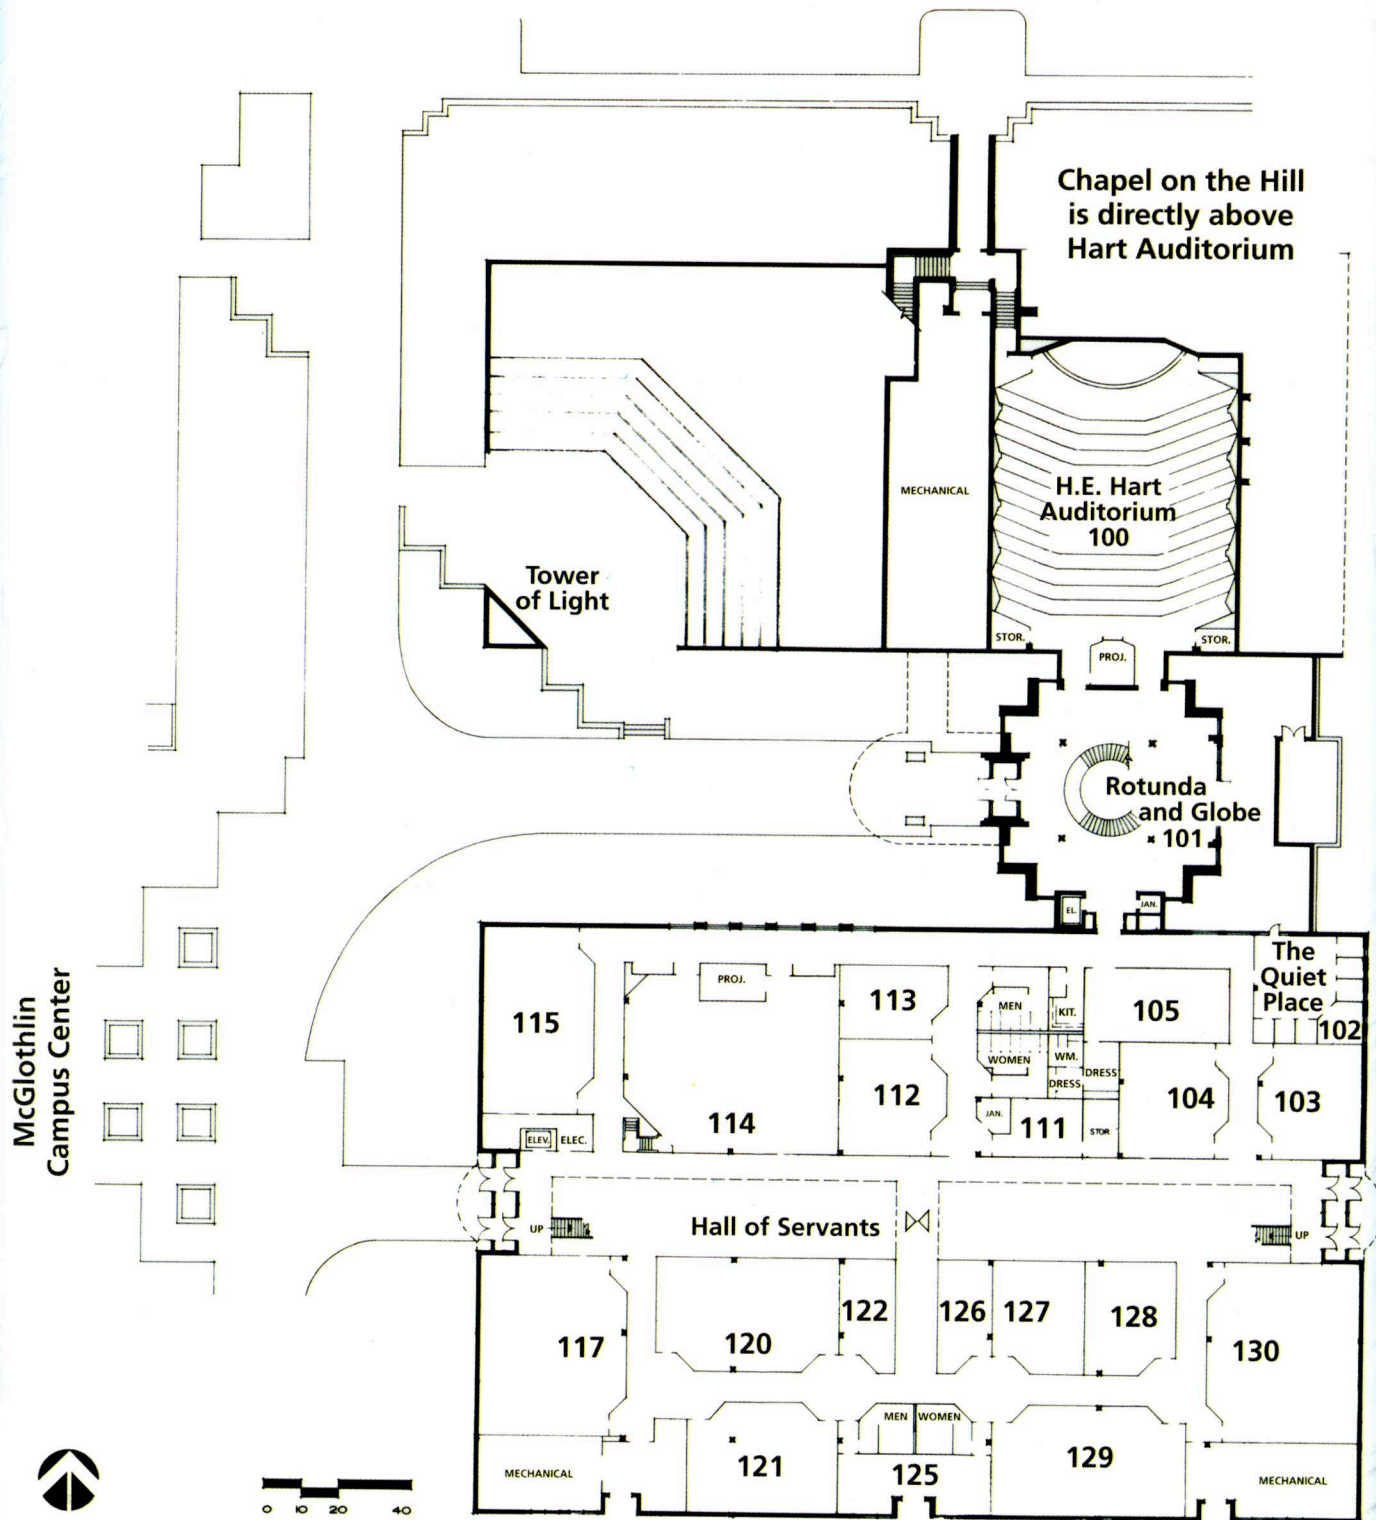 Chapel on the Hill
is directly above
Hart Auditorium
MECHANICAL
H.E. Hart
Auditorium
100
Tower
of Light
STOR.
STOR.
PROJ.
Rotunda
and Globe
101
EL.
JAN.
McGlothlin
Campus Center
115
PROJ.
113
MEN
KIT.
105
The
Quiet
Place
102
WOMEN
WM.
DRESS
DRESS
112
104
103
114
JAN.
111
STOR.
ELEV.
ELEC.
UP
Hall of Servants
UP
117
120
122
126
127
128
130
MEN
WOMEN
121
125
129
MECHANICAL
MECHANICAL
0 10 20 40